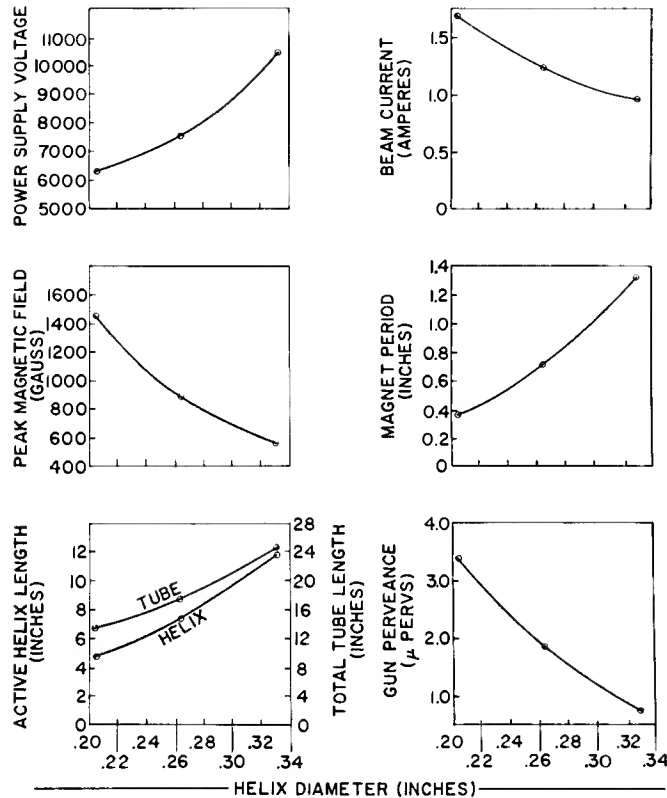 POWER SUPPLY VOLTAGE
11000
10000
9000
8000
7000
6000
5000
BEAM CURRENT
(AMPERES)
1.5
1.0
0.5
0
PEAK MAGNETIC FIELD
(GAUSS)
1600
1400
1200
1000
800
600
400
MAGNET PERIOD
(INCHES)
1.4
1.2
1.0
0.8
0.6
0.4
0.2
0
ACTIVE HELIX LENGTH
(INCHES)
12
10
8
6
4
2
0
TUBE
HELIX
28
24
20
16
12
8
4
0
TOTAL TUBE LENGTH
(INCHES)
GUN PERVEANCE
(μ PERVS)
4.0
3.0
2.0
1.0
.20 .24 .28 .32
.22 .26 .30 .34
.20 .24 .28 .32
.22 .26 .30 .34
HELIX DIAMETER (INCHES)